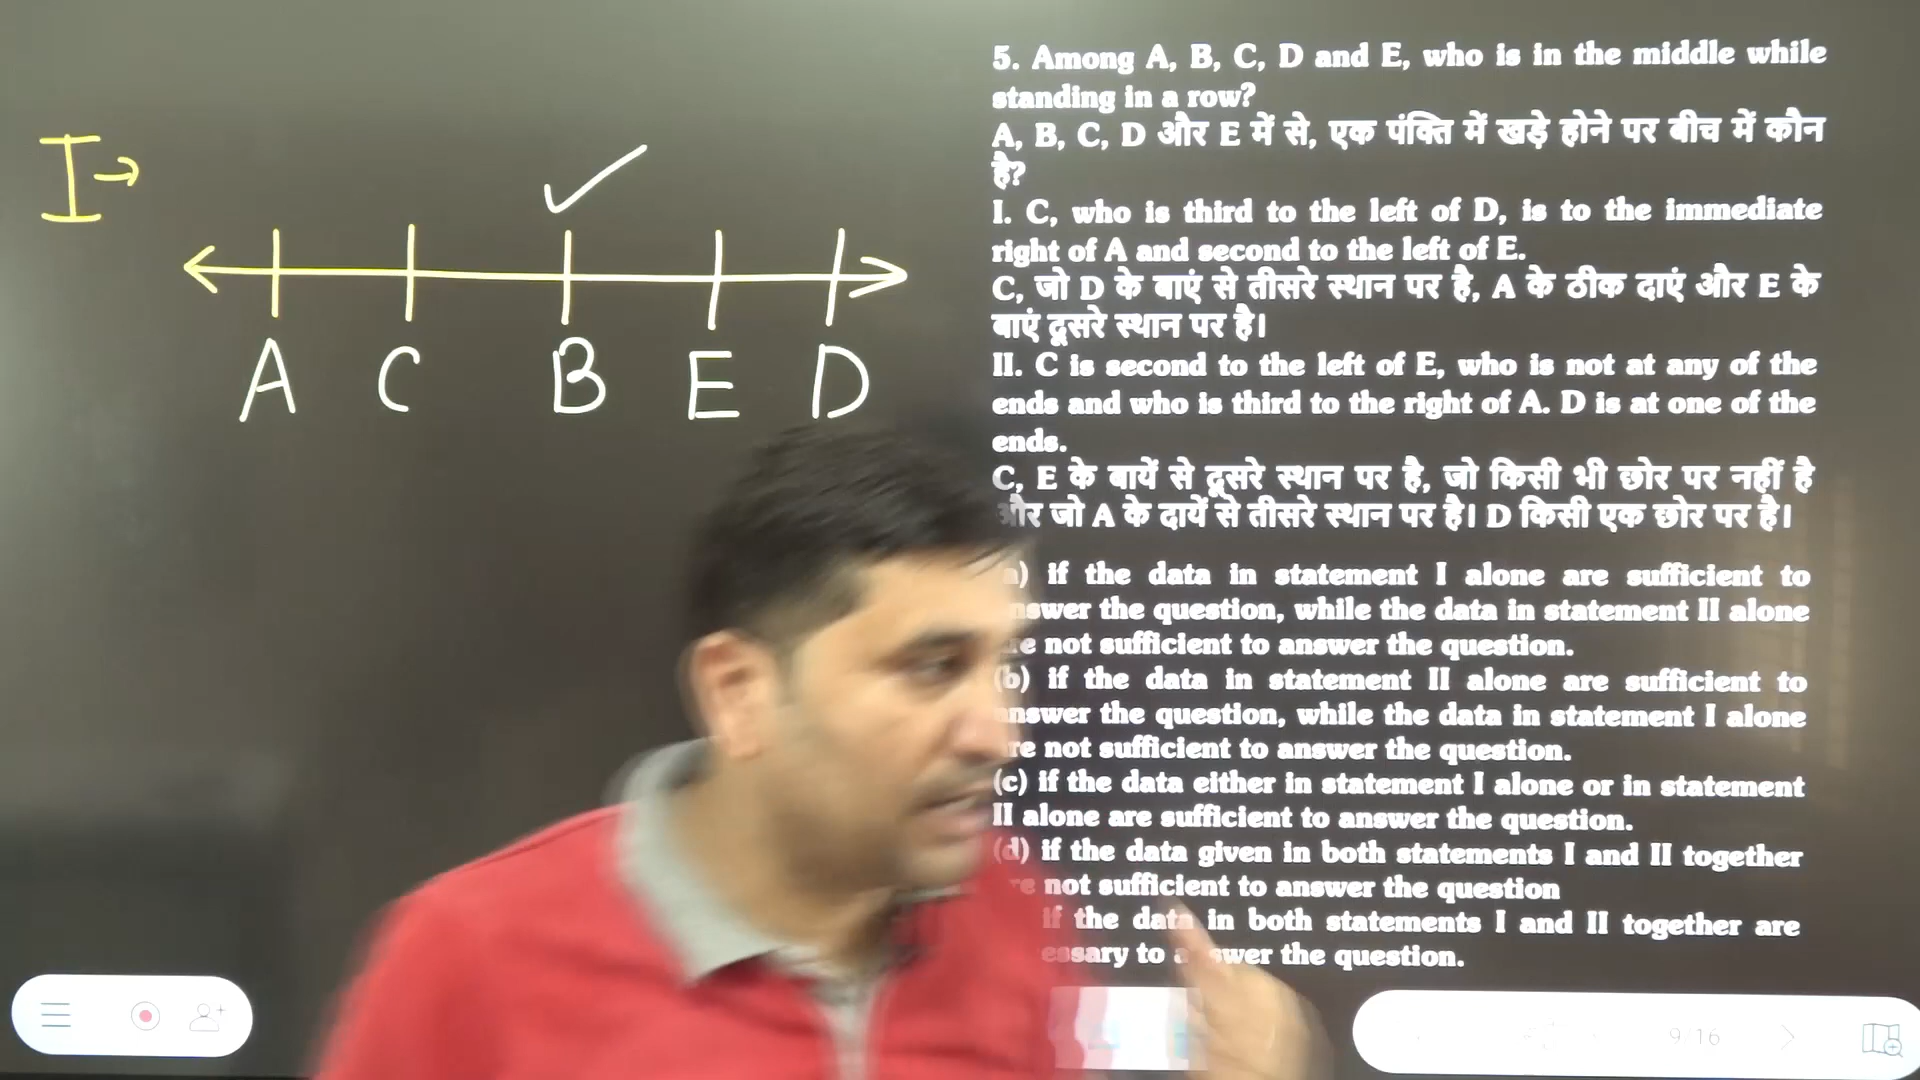 I→
A C B E D
5. Among A, B, C, D and E, who is in the middle while
standing in a row?
A, B, C, D और E में से, एक पंक्ति में खड़े होने पर बीच में कौन
है?
I. C, who is third to the left of D, is to the immediate
right of A and second to the left of E.
C, जो D के बाएं से तीसरे स्थान पर है, A के ठीक दाएं और E के
बाएं दूसरे स्थान पर है।
II. C is second to the left of E, who is not at any of the
ends and who is third to the right of A. D is at one of the
ends.
C, E के बायें से दूसरे स्थान पर है, जो किसी भी छोर पर नहीं है
और जो A के दायें से तीसरे स्थान पर है। D किसी एक छोर पर है।
if the data in statement I alone are sufficient to
the question, while the data in statement II alone
not sufficient to answer the question.
(b) if the data in statement II alone are sufficient to
answer the question, while the data in statement I alone
not sufficient to answer the question.
(c) if the data either in statement I alone or in statement
II alone are sufficient to answer the question.
(d) if the data given in both statements I and II together
not sufficient to answer the question
if the data in both statements I and II together are
to the question.
9/16